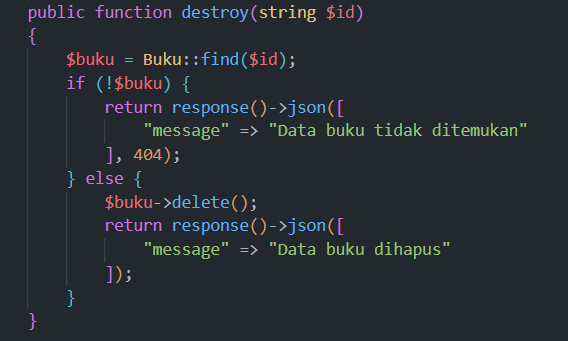 public function destroy(string $id)
{
    $buku = Buku::find($id);
    if (!$buku) {
        return response()->json([
            "message" => "Data buku tidak ditemukan"
        ], 404);
    } else {
        $buku->delete();
        return response()->json([
            "message" => "Data buku dihapus"
        ]);
    }
}